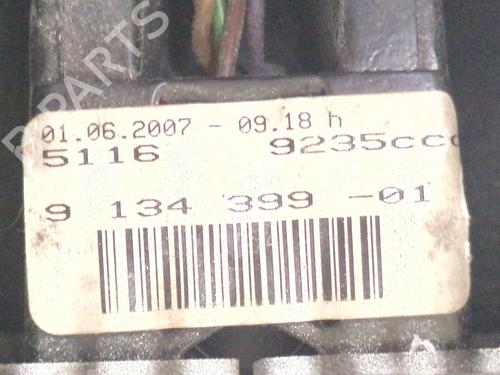 B-PARTS
01.06.2007 - 09.18 h
5116 9235ccc
9 134 399 -01